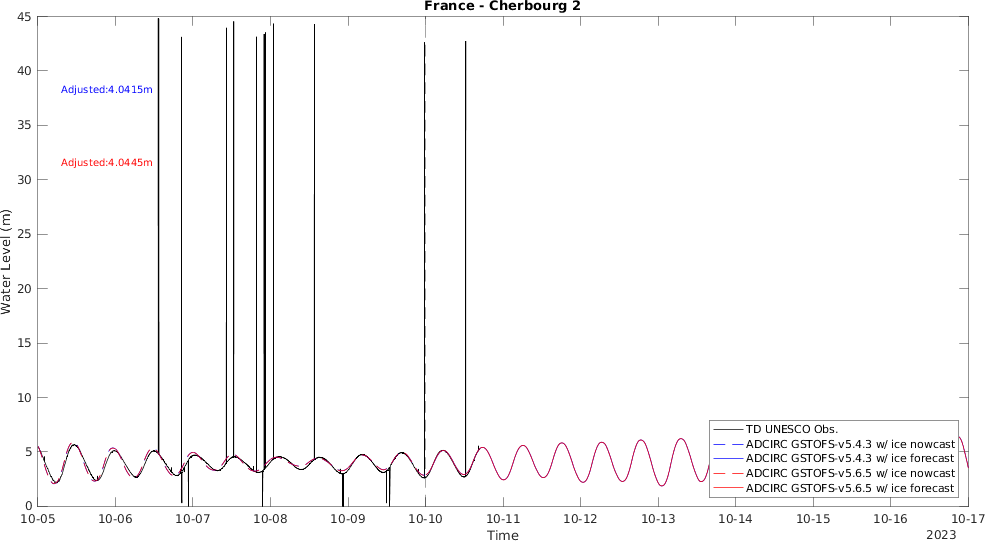 France - Cherbourg 2
45
40
35
30
25
20
15
10
5
0
Water Level (m)
Adjusted:4.0415m
Adjusted:4.0445m
TD UNESCO Obs.
ADCIRC GSTOFS-v5.4.3 w/ ice nowcast
ADCIRC GSTOFS-v5.4.3 w/ ice forecast
ADCIRC GSTOFS-v5.6.5 w/ ice nowcast
ADCIRC GSTOFS-v5.6.5 w/ ice forecast
10-05 10-06 10-07 10-08 10-09 10-10 10-11 10-12 10-13 10-14 10-15 10-16 10-17
Time
2023